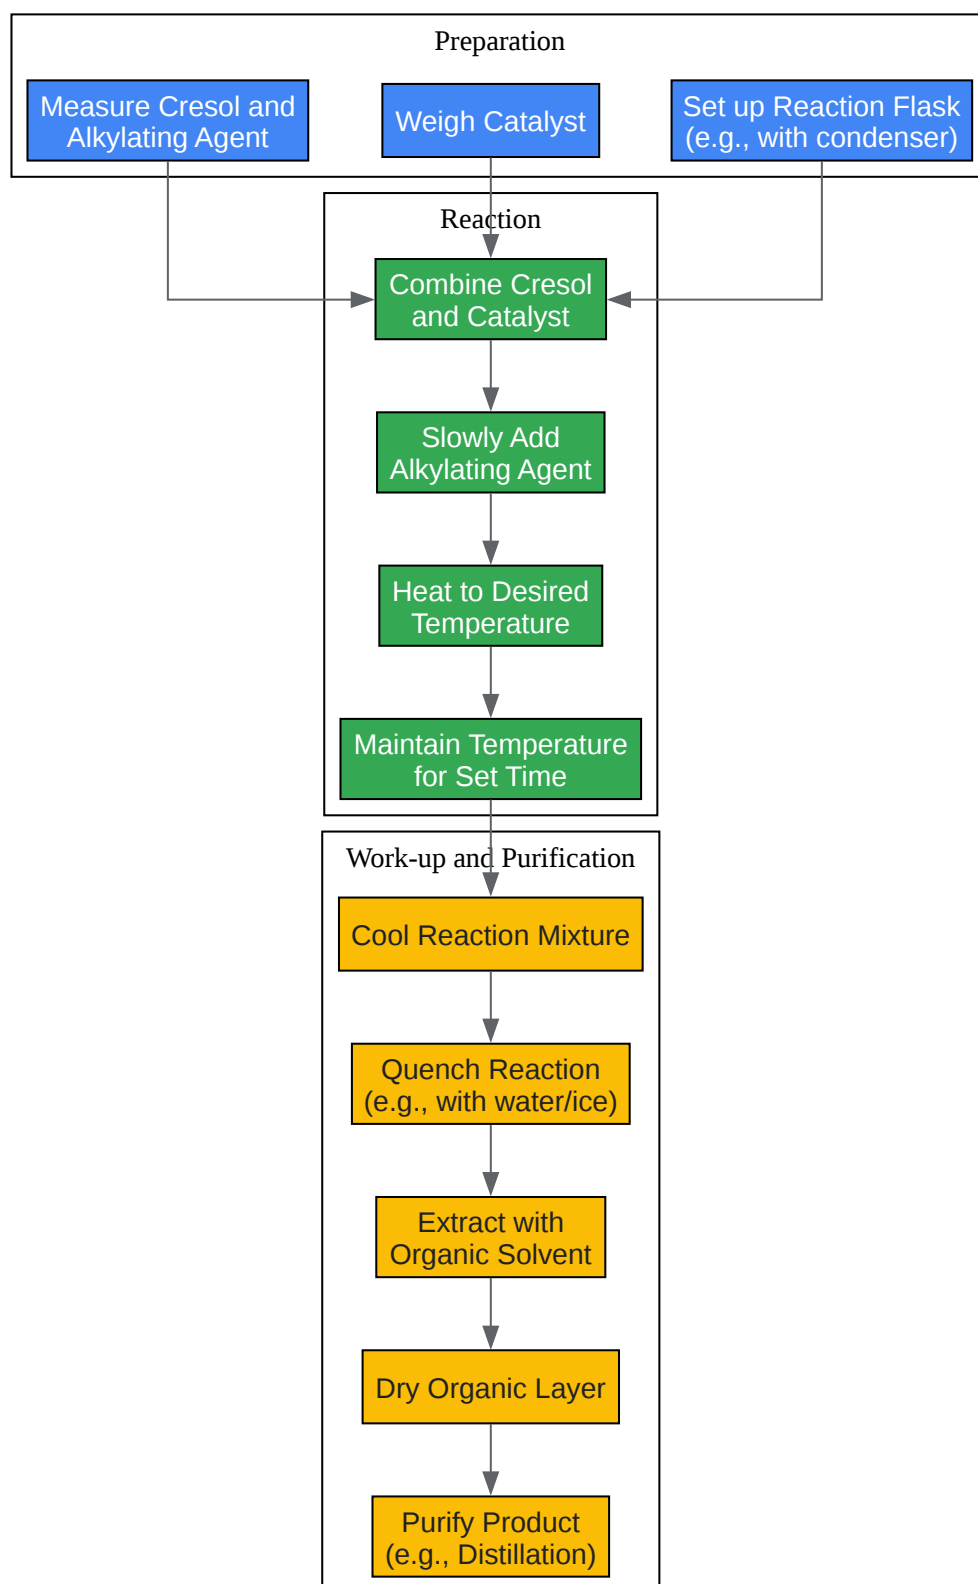 Preparation
Measure Cresol and
Alkylating Agent
Weigh Catalyst
Set up Reaction Flask
(e.g., with condenser)
Reaction
Combine Cresol
and Catalyst
Slowly Add
Alkylating Agent
Heat to Desired
Temperature
Maintain Temperature
for Set Time
Work-up and Purification
Cool Reaction Mixture
Quench Reaction
(e.g., with water/ice)
Extract with
Organic Solvent
Dry Organic Layer
Purify Product
(e.g., Distillation)